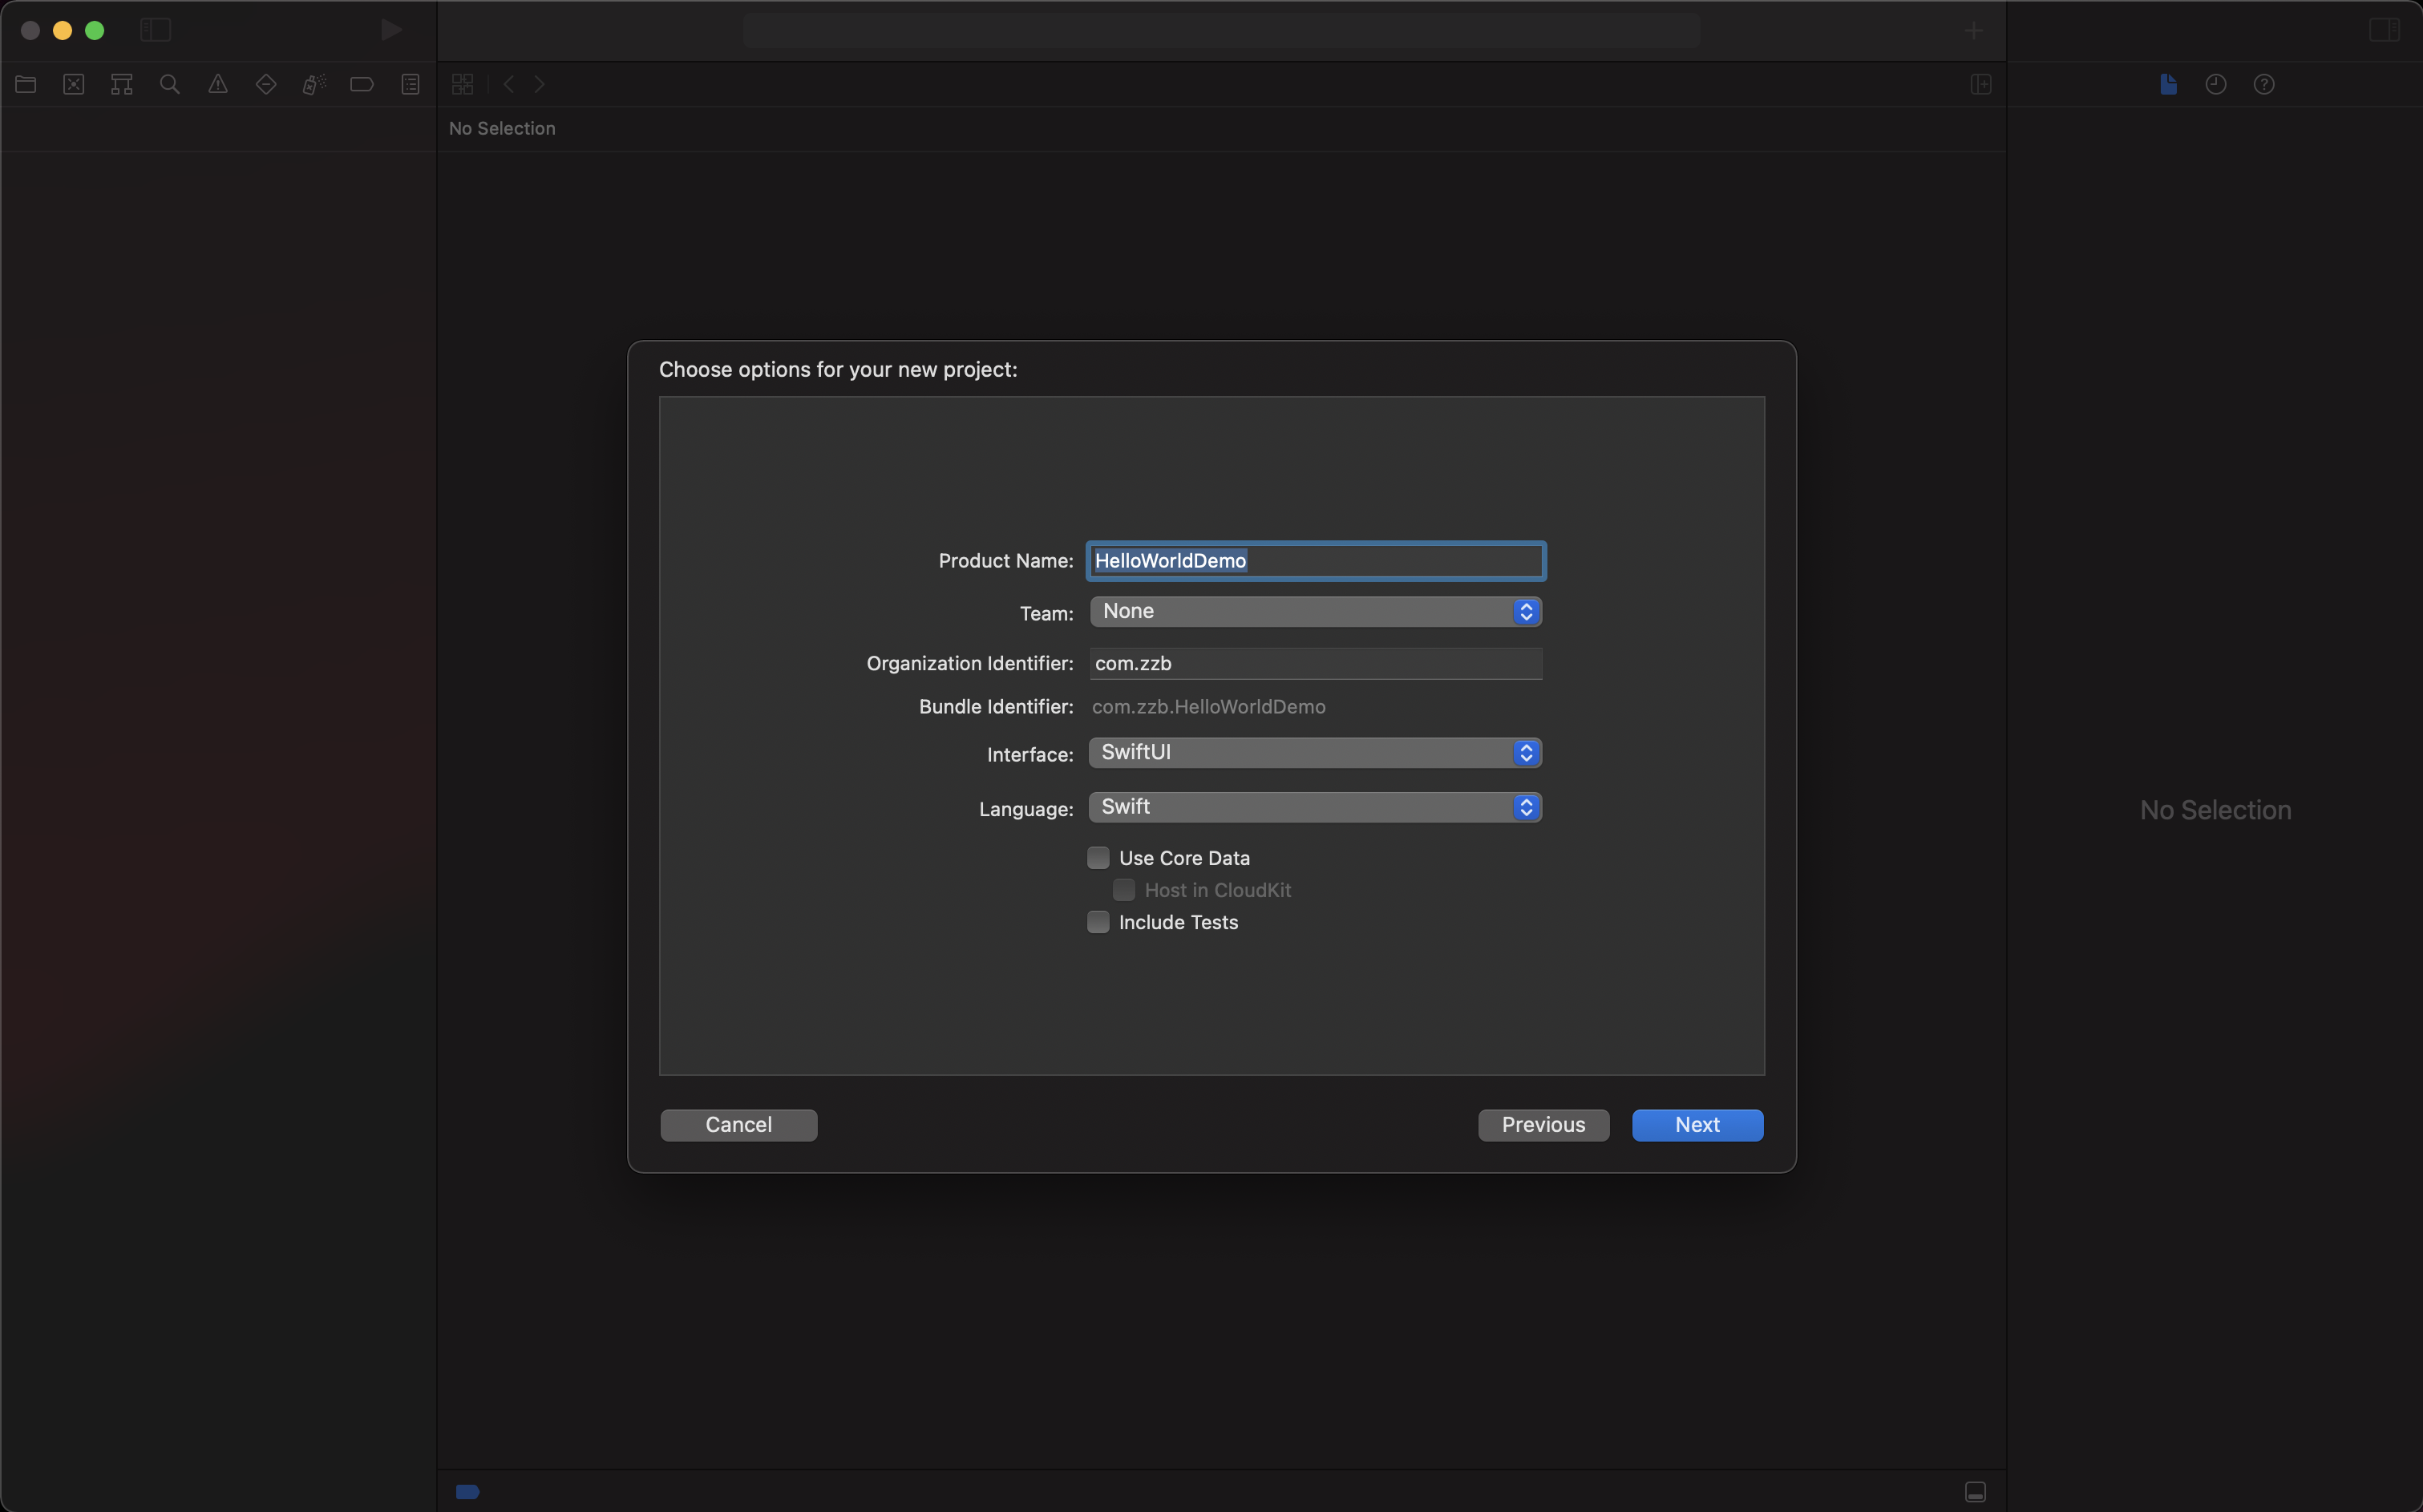 No Selection
Choose options for your new project:
Product Name: HelloWorldDemo
Team: None
Organization Identifier: com.zzb
Bundle Identifier: com.zzb.HelloWorldDemo
Interface: SwiftUI
Language: Swift
No Selection
Use Core Data
Host in CloudKit
Include Tests
Cancel Previous Next